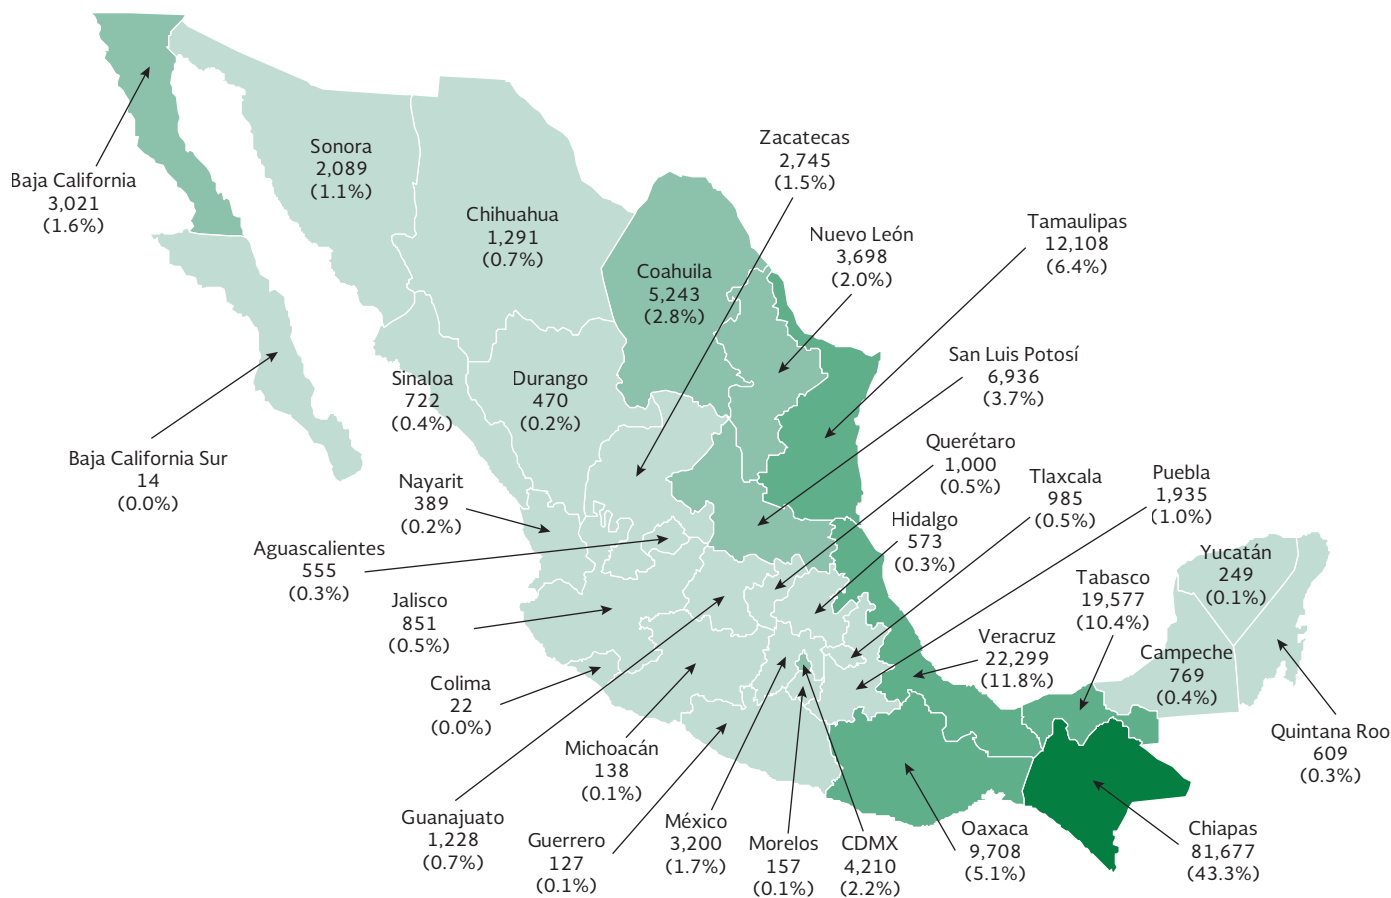 Zacatecas
2,745
(1.5%)
Sonora
2,089
(1.1%)
Baja California
3,021
(1.6%)
Chihuahua
1,291
(0.7%)
Nuevo León
3,698
(2.0%)
Tamaulipas
12,108
(6.4%)
Coahuila
5,243
(2.8%)
San Luis Potosí
6,936
(3.7%)
Sinaloa
722
(0.4%)
Durango
470
(0.2%)
Querétaro
1,000
(0.5%)
Baja California Sur
14
(0.0%)
Tlaxcala
985
(0.5%)
Puebla
1,935
(1.0%)
Nayarit
389
(0.2%)
Hidalgo
573
(0.3%)
Aguascalientes
555
(0.3%)
Yucatán
249
(0.1%)
Tabasco
19,577
(10.4%)
Jalisco
851
(0.5%)
Veracruz
22,299
(11.8%)
Campeche
769
(0.4%)
Colima
22
(0.0%)
Quintana Roo
609
(0.3%)
Michoacán
138
(0.1%)
Guanajuato
1,228
(0.7%)
Guerrero
127
(0.1%)
México
3,200
(1.7%)
Morelos
157
(0.1%)
CDMX
4,210
(2.2%)
Oaxaca
9,708
(5.1%)
Chiapas
81,677
(43.3%)